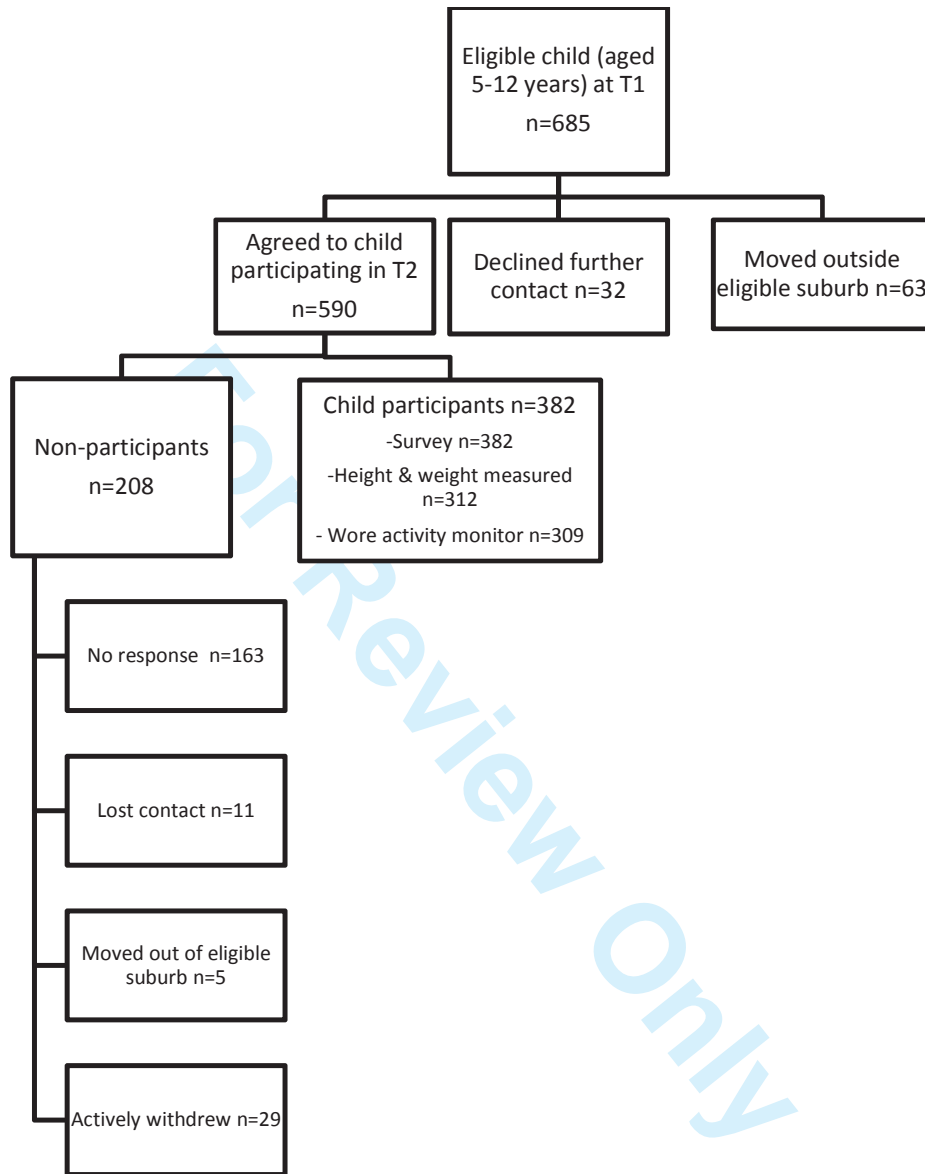 Eligible child (aged
5-12 years) at T1
n=685
Agreed to child
participating in T2
n=590
Declined further
contact n=32
Moved outside
eligible suburb n=63
Non-participants
n=208
Child participants n=382
-Survey n=382
-Height & weight measured
n=312
- Wore activity monitor n=309
No response  n=163
Lost contact n=11
Moved out of eligible
suburb n=5
Actively withdrew n=29
For Review Only